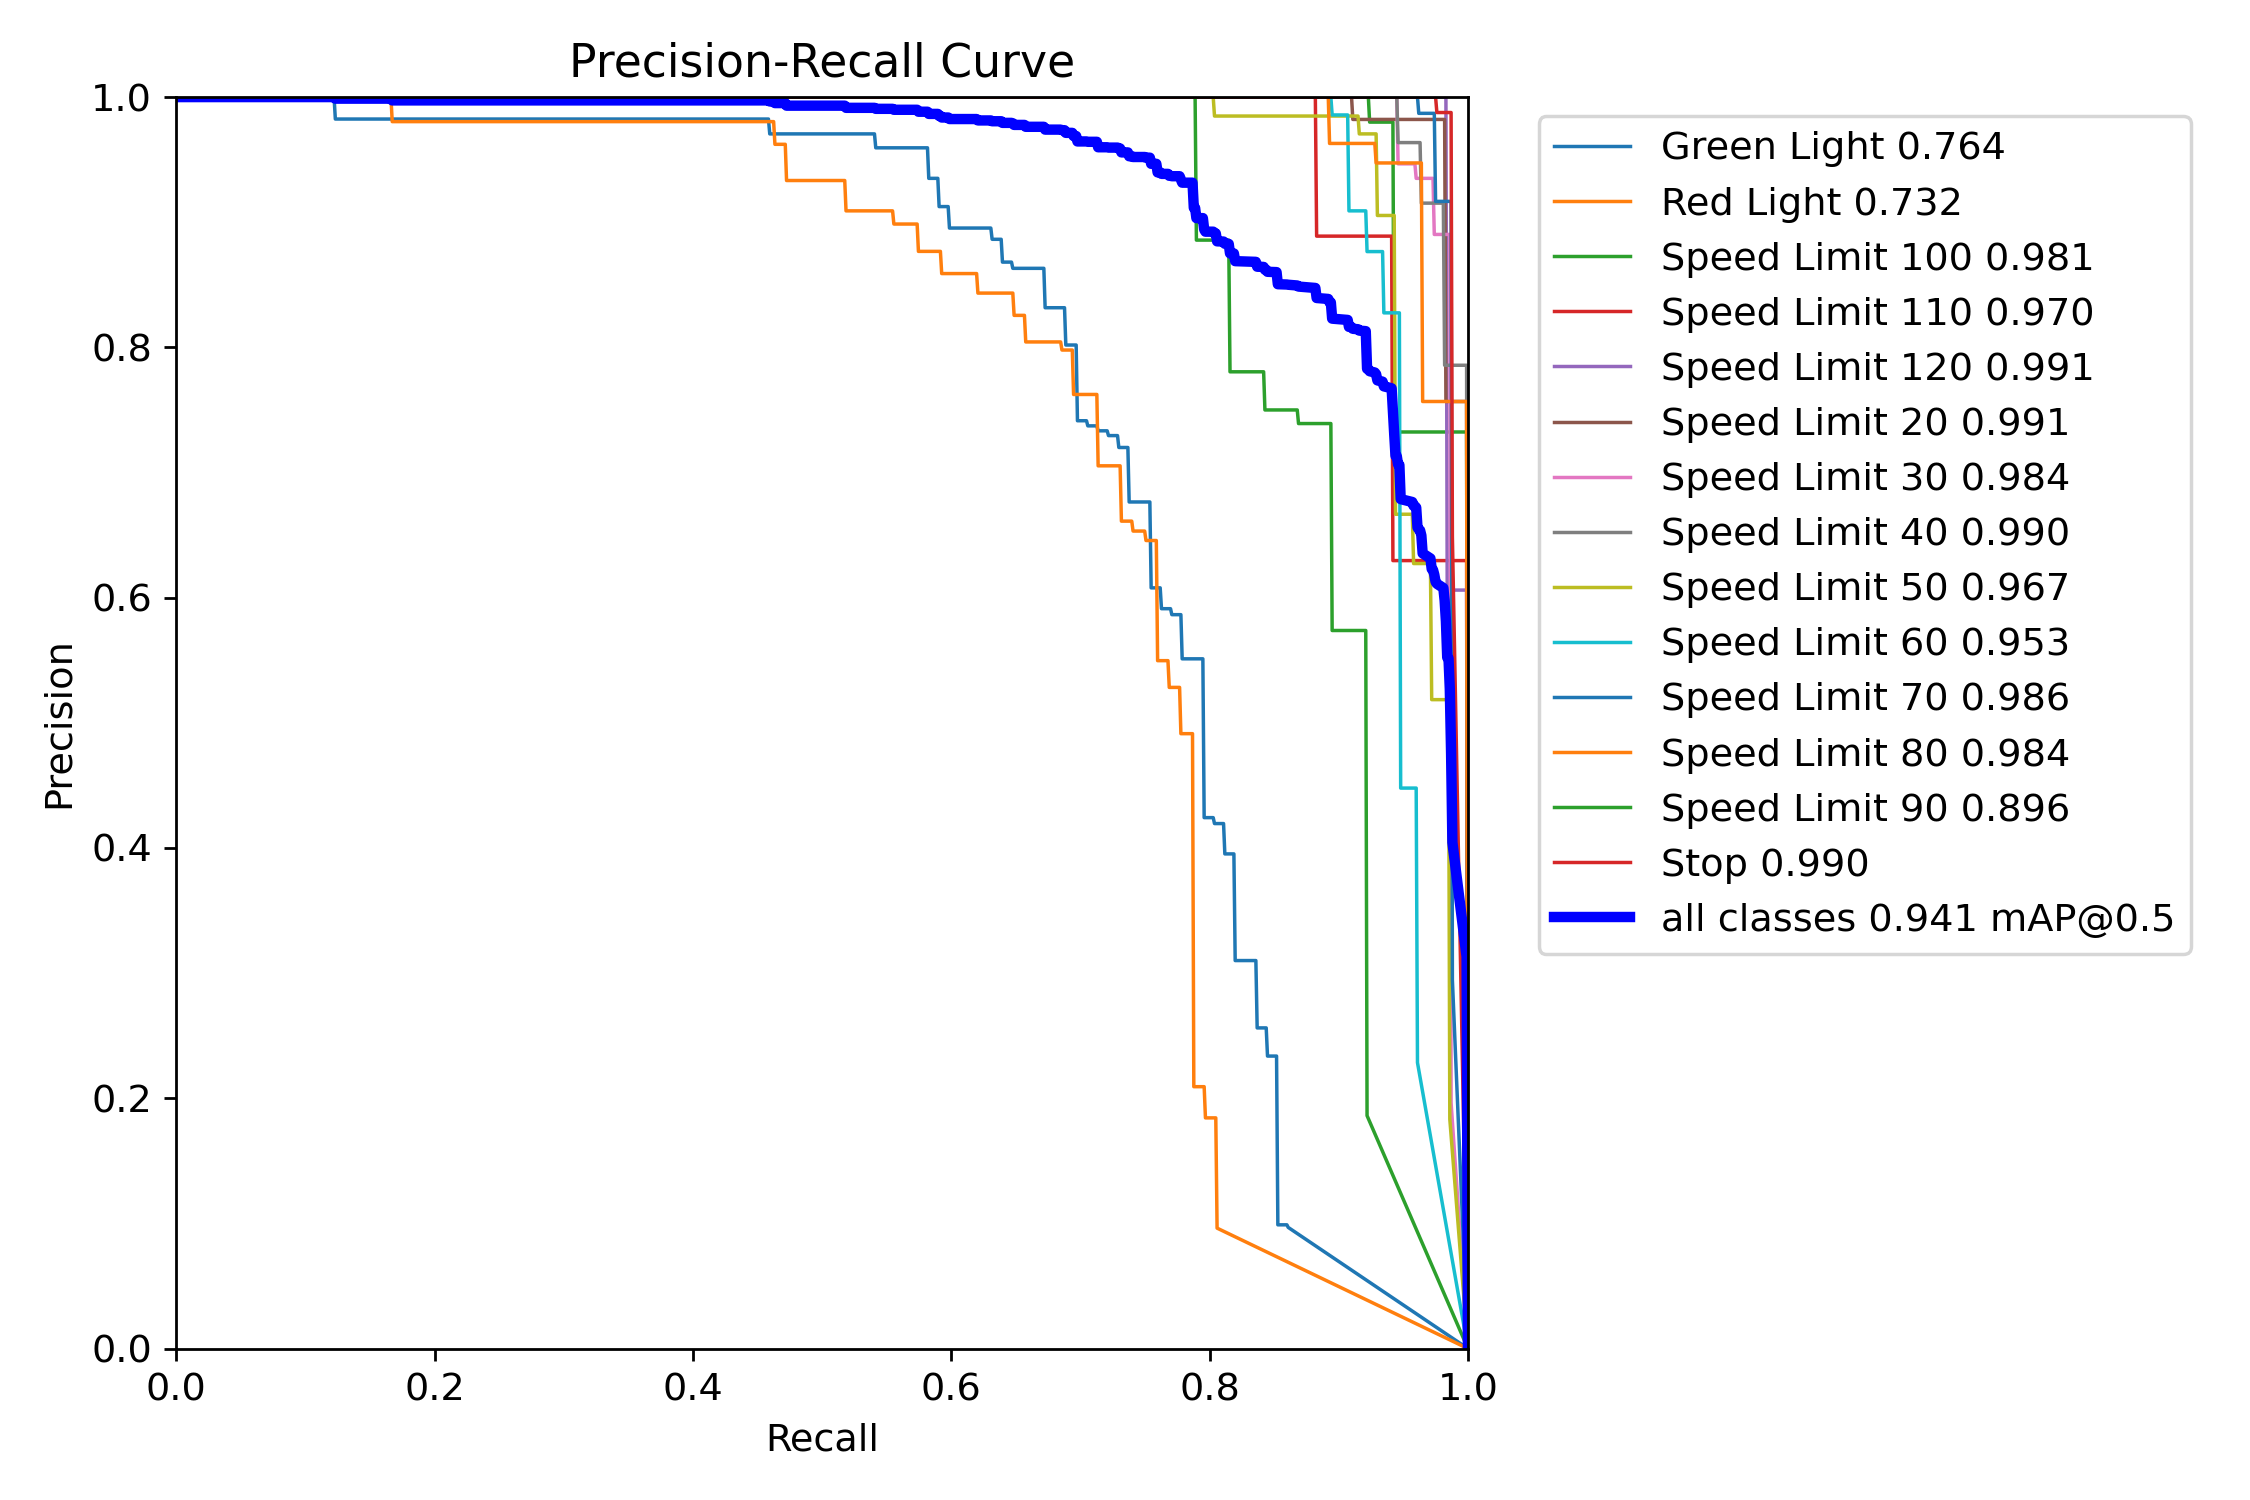 Precision-Recall Curve
1.0
0.8
0.6
0.4
0.2
0.0
Precision
0.0 0.2 0.4 0.6 0.8 1.0
Recall
Green Light 0.764
Red Light 0.732
Speed Limit 100 0.981
Speed Limit 110 0.970
Speed Limit 120 0.991
Speed Limit 20 0.991
Speed Limit 30 0.984
Speed Limit 40 0.990
Speed Limit 50 0.967
Speed Limit 60 0.953
Speed Limit 70 0.986
Speed Limit 80 0.984
Speed Limit 90 0.896
Stop 0.990
all classes 0.941 mAP@0.5